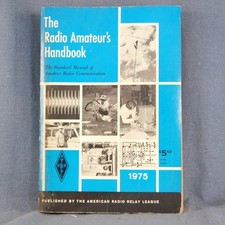 The
Radio Amateur's
Handbook
The Standard Manual of
Amateur Radio Communication
$5.50
1975
PUBLISHED BY THE AMERICAN RADIO RELAY LEAGUE